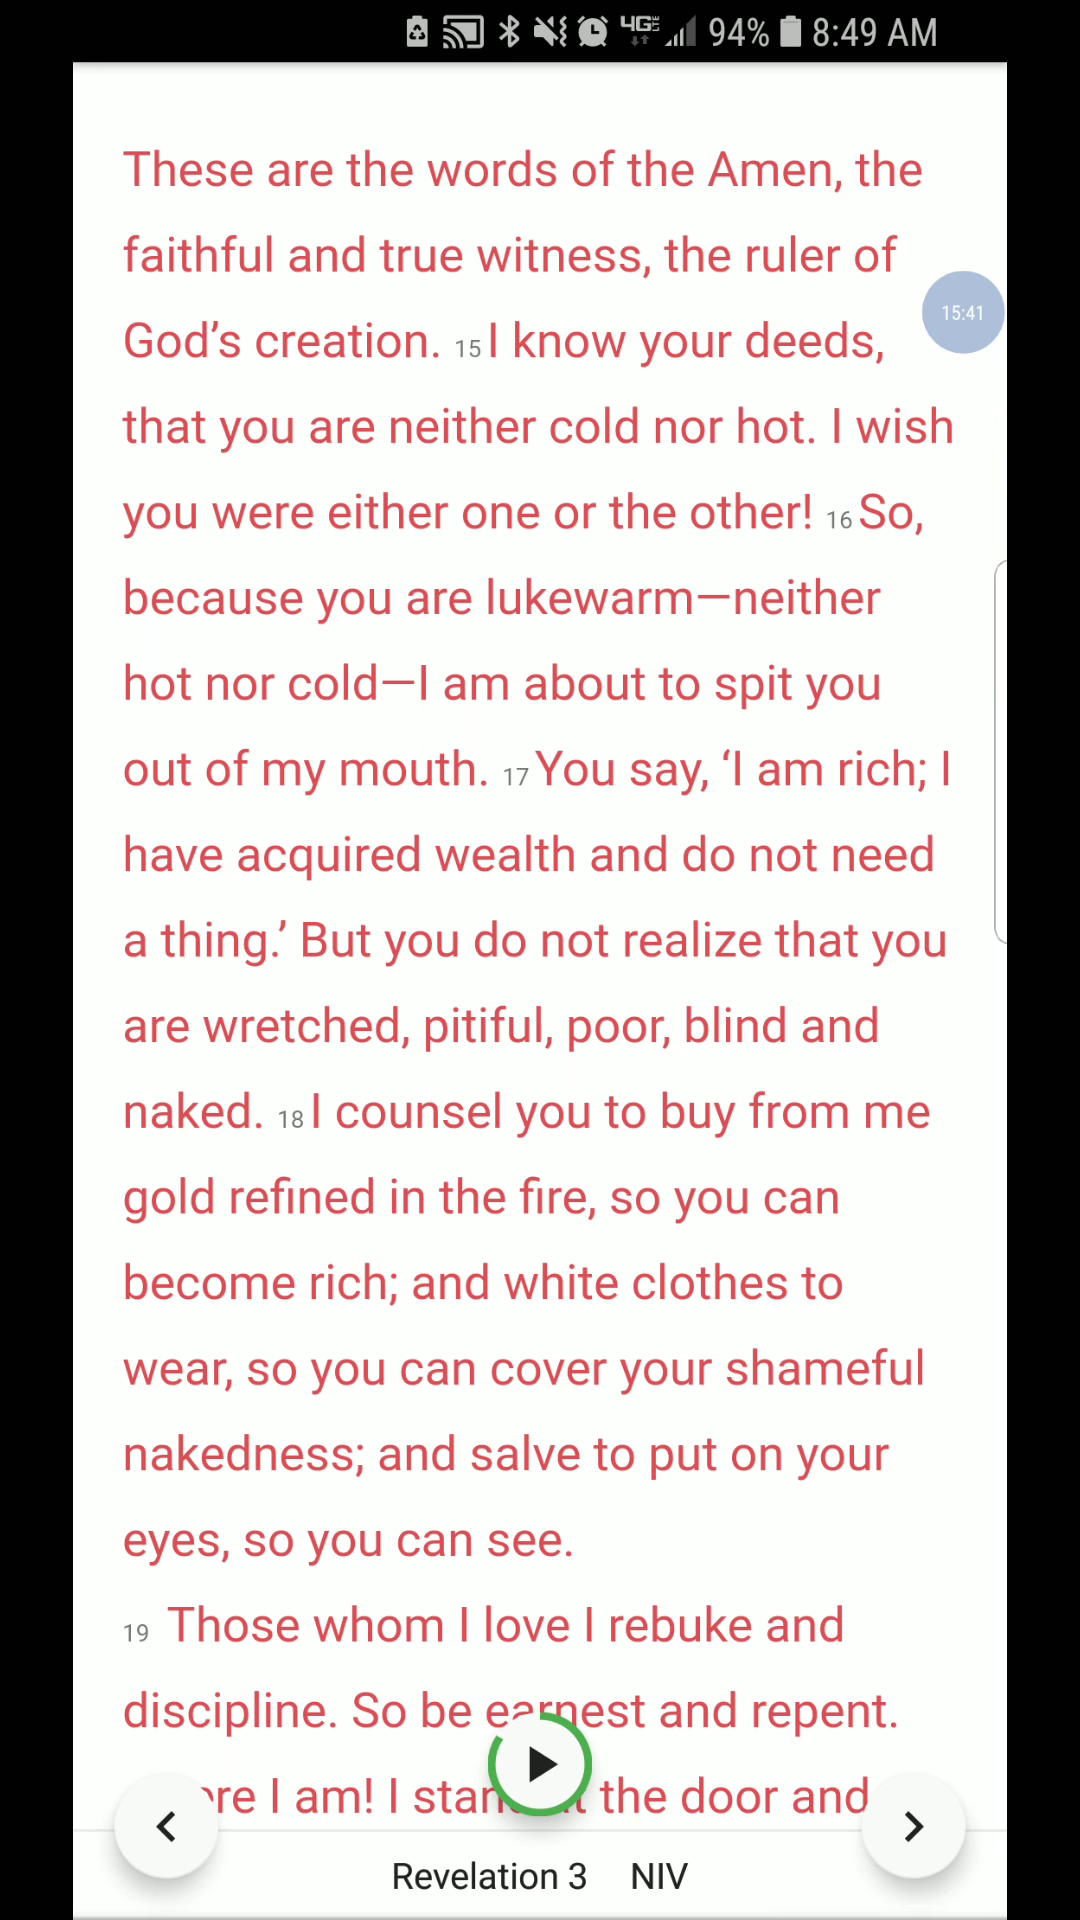 4G LTE 94% 8:49 AM
These are the words of the Amen, the
faithful and true witness, the ruler of
15:41
God’s creation. 15 I know your deeds,
that you are neither cold nor hot. I wish
you were either one or the other! 16 So,
because you are lukewarm—neither
hot nor cold—I am about to spit you
out of my mouth. 17 You say, ‘I am rich; I
have acquired wealth and do not need
a thing.’ But you do not realize that you
are wretched, pitiful, poor, blind and
naked. 18 I counsel you to buy from me
gold refined in the fire, so you can
become rich; and white clothes to
wear, so you can cover your shameful
nakedness; and salve to put on your
eyes, so you can see.
19 Those whom I love I rebuke and
discipline. So be earnest and repent.
I am! I the door and
Revelation 3 NIV